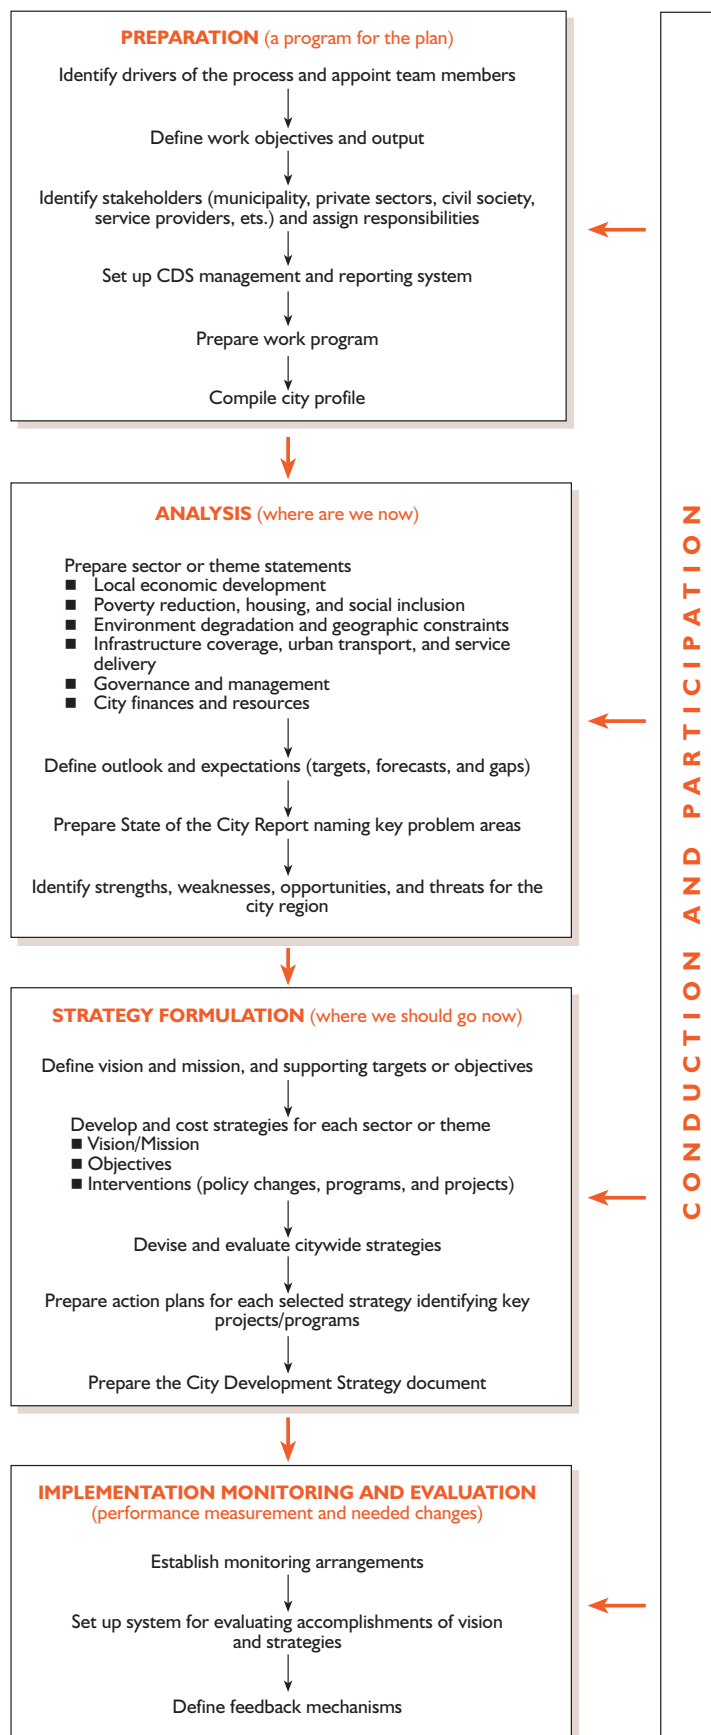 PREPARATION (a program for the plan)
Identify drivers of the process and appoint team members
Define work objectives and output
Identify stakeholders (municipality, private sectors, civil society,
service providers, ets.) and assign responsibilities
Set up CDS management and reporting system
Prepare work program
Compile city profile
ANALYSIS (where are we now)
Prepare sector or theme statements
■ Local economic development
■ Poverty reduction, housing, and social inclusion
■ Environment degradation and geographic constraints
■ Infrastructure coverage, urban transport, and service
delivery
■ Governance and management
■ City finances and resources
Define outlook and expectations (targets, forecasts, and gaps)
Prepare State of the City Report naming key problem areas
Identify strengths, weaknesses, opportunities, and threats for the
city region
STRATEGY FORMULATION (where we should go now)
Define vision and mission, and supporting targets or objectives
Develop and cost strategies for each sector or theme
■ Vision/Mission
■ Objectives
■ Interventions (policy changes, programs, and projects)
Devise and evaluate citywide strategies
Prepare action plans for each selected strategy identifying key
projects/programs
Prepare the City Development Strategy document
IMPLEMENTATION MONITORING AND EVALUATION
(performance measurement and needed changes)
Establish monitoring arrangements
Set up system for evaluating accomplishments of vision
and strategies
Define feedback mechanisms
CONDUCTION AND PARTICIPATION